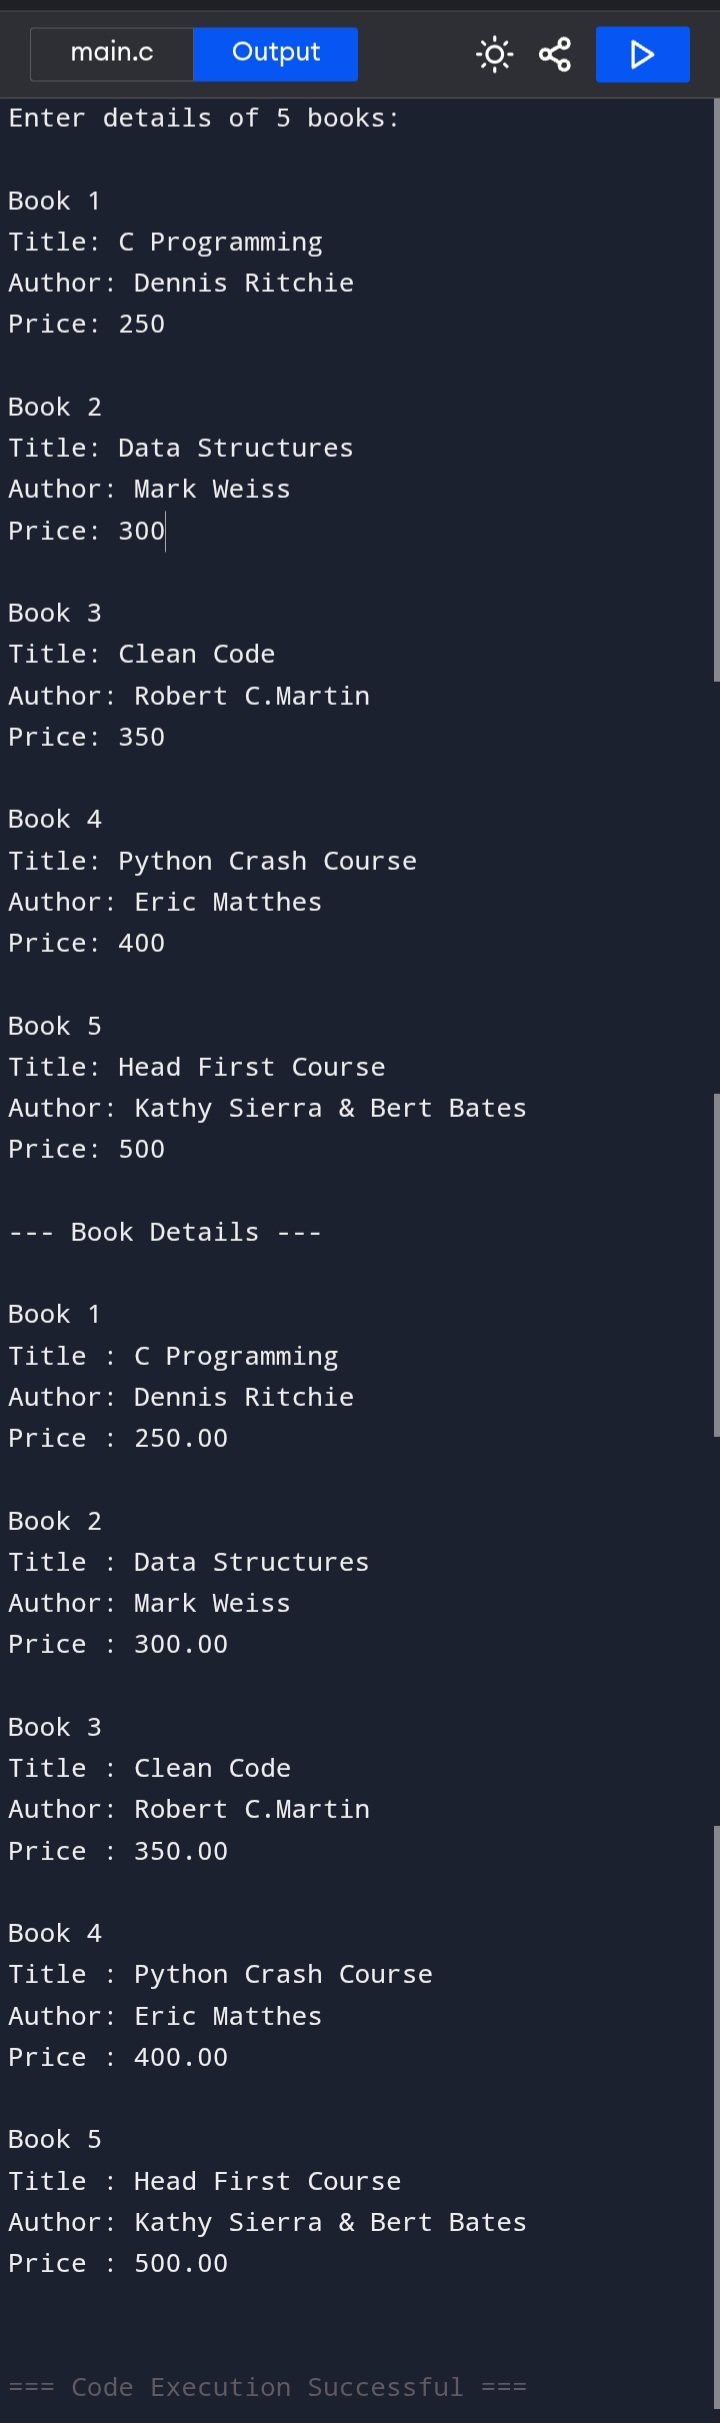 main.c
Output
Enter details of 5 books:
Book 1
Title: C Programming
Author: Dennis Ritchie
Price: 250
Book 2
Title: Data Structures
Author: Mark Weiss
Price: 300
Book 3
Title: Clean Code
Author: Robert C.Martin
Price: 350
Book 4
Title: Python Crash Course
Author: Eric Matthes
Price: 400
Book 5
Title: Head First Course
Author: Kathy Sierra & Bert Bates
Price: 500
--- Book Details ---
Book 1
Title : C Programming
Author: Dennis Ritchie
Price : 250.00
Book 2
Title : Data Structures
Author: Mark Weiss
Price : 300.00
Book 3
Title : Clean Code
Author: Robert C.Martin
Price : 350.00
Book 4
Title : Python Crash Course
Author: Eric Matthes
Price : 400.00
Book 5
Title : Head First Course
Author: Kathy Sierra & Bert Bates
Price : 500.00
=== Code Execution Successful ===